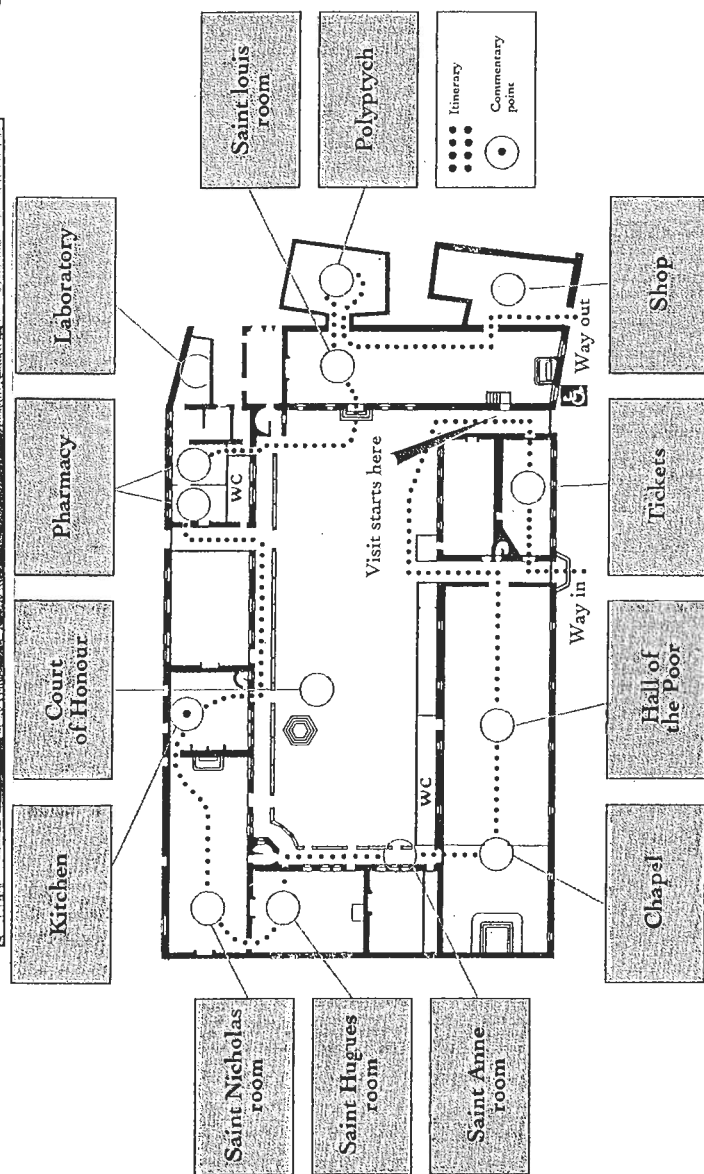 Kitchen
Court
of Honour
Pharmacy
Laboratory
Saint louis
room
Polyptych
Itinerary
Commentary
point
WC
Visit starts here
WC
Way in
Way out
Saint Nicholas
room
Saint Hugues
room
Saint Anne
room
Chapel
Hall of
the Poor
Tickets
Shop